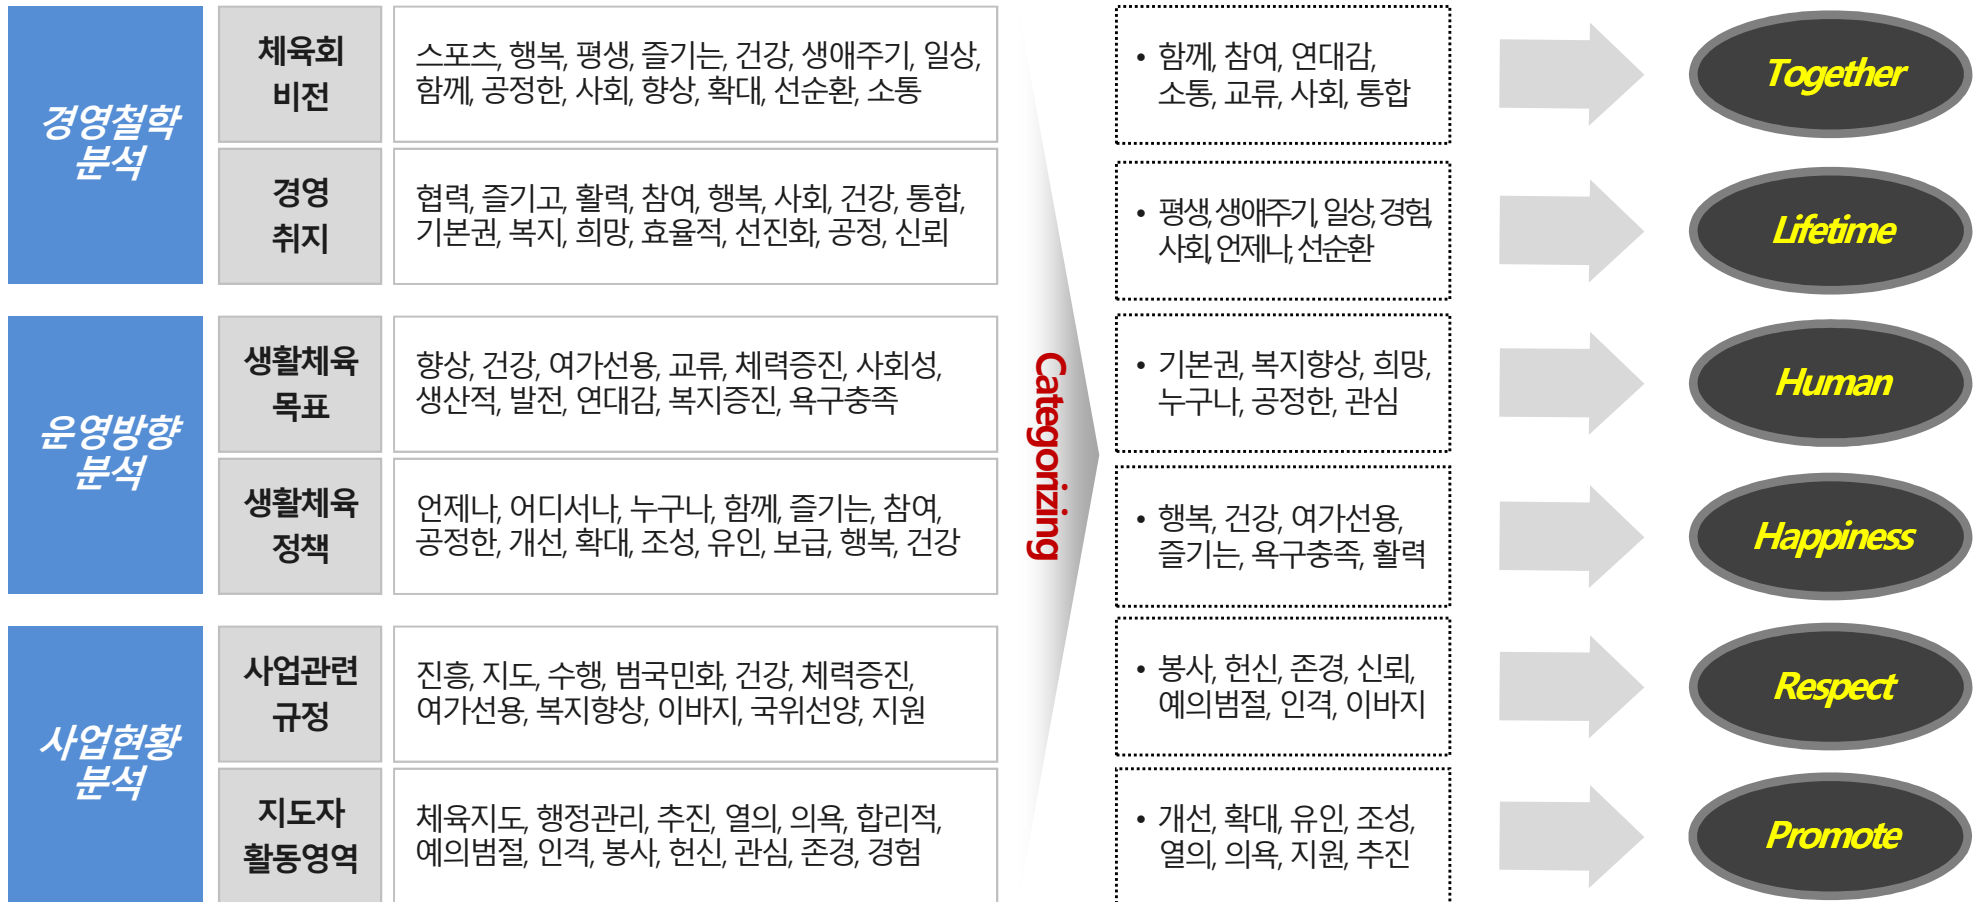 경영철학
분석
체육회
비전
스포츠, 행복, 평생, 즐기는, 건강, 생애주기, 일상,
함께, 공정한, 사회, 향상, 확대, 선순환, 소통
경영
취지
협력, 즐기고, 활력, 참여, 행복, 사회, 건강, 통합,
기본권, 복지, 희망, 효율적, 선진화, 공정, 신뢰
운영방향
분석
생활체육
목표
향상, 건강, 여가선용, 교류, 체력증진, 사회성,
생산적, 발전, 연대감, 복지증진, 욕구충족
생활체육
정책
언제나, 어디서나, 누구나, 함께, 즐기는, 참여,
공정한, 개선, 확대, 조성, 유인, 보급, 행복, 건강
사업현황
분석
사업관련
규정
진흥, 지도, 수행, 범국민화, 건강, 체력증진,
여가선용, 복지향상, 이바지, 국위선양, 지원
지도자
활동영역
체육지도, 행정관리, 추진, 열의, 의욕, 합리적,
예의범절, 인격, 봉사, 헌신, 관심, 존경, 경험
Categorizing
• 함께, 참여, 연대감,
소통, 교류, 사회, 통합
Together
• 평생, 생애주기, 일상, 경험,
사회, 언제나, 선순환
Lifetime
• 기본권, 복지향상, 희망,
누구나, 공정한, 관심
Human
• 행복, 건강, 여가선용,
즐기는, 욕구충족, 활력
Happiness
• 봉사, 헌신, 존경, 신뢰,
예의범절, 인격, 이바지
Respect
• 개선, 확대, 유인, 조성,
열의, 의욕, 지원, 추진
Promote